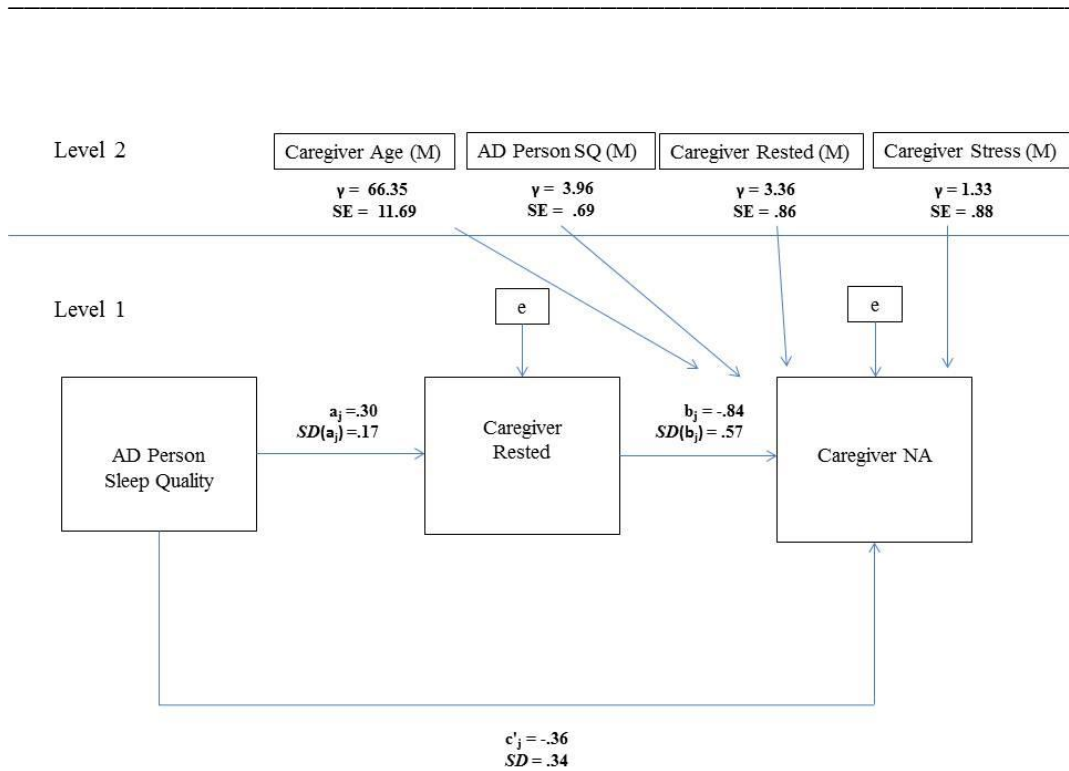 Level 2
Caregiver Age (M)
AD Person SQ (M)
Caregiver Rested (M)
Caregiver Stress (M)
γ = 66.35
SE = 11.69
γ = 3.96
SE = .69
γ = 3.36
SE = .86
γ = 1.33
SE = .88
Level 1
e
e
AD Person
Sleep Quality
aj =.30
SD(aj) =.17
Caregiver
Rested
bj = -.84
SD(bj) = .57
Caregiver NA
c'j = -.36
SD = .34